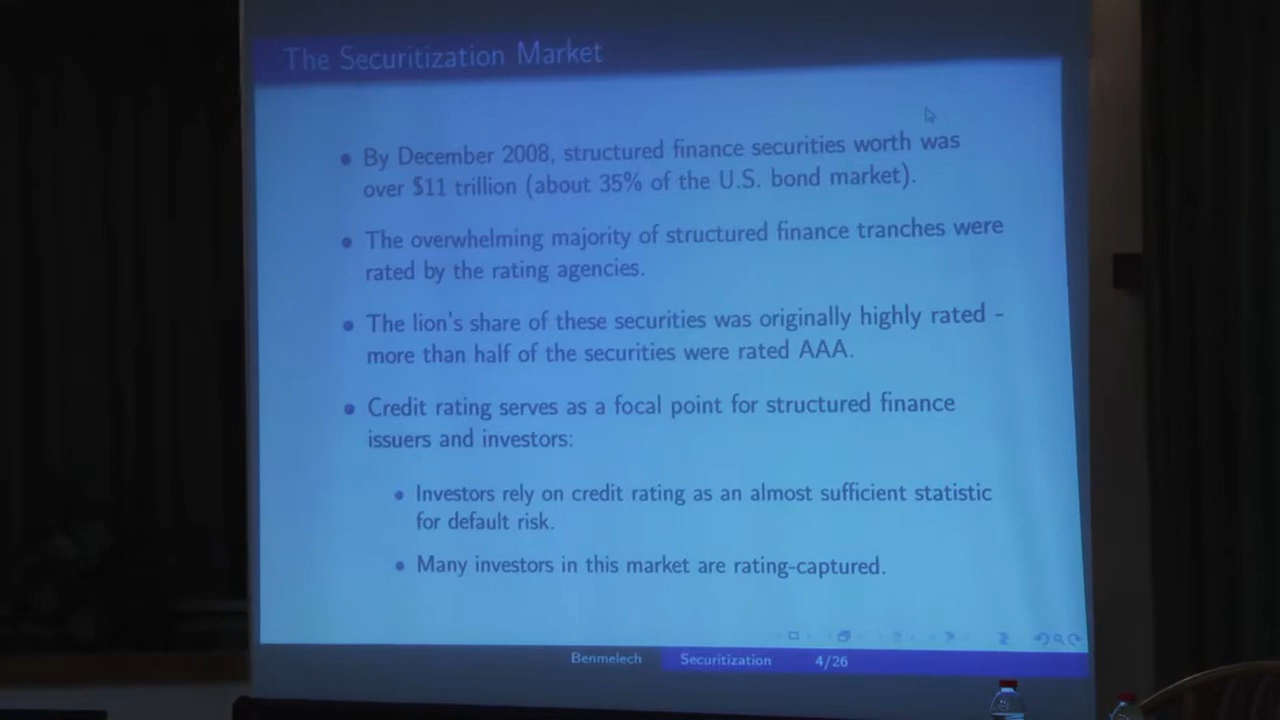 The Securitization Market
By December 2008, structured finance securities worth was
over $11 trillion (about 35% of the U.S. bond market).
The overwhelming majority of structured finance tranches were
rated by the rating agencies.
The lion's share of these securities was originally highly rated -
more than half of the securities were rated AAA.
Credit rating serves as a focal point for structured finance
issuers and investors:
Investors rely on credit rating as an almost sufficient statistic
for default risk.
Many investors in this market are rating-captured.
Benmelech Securitization 4/26